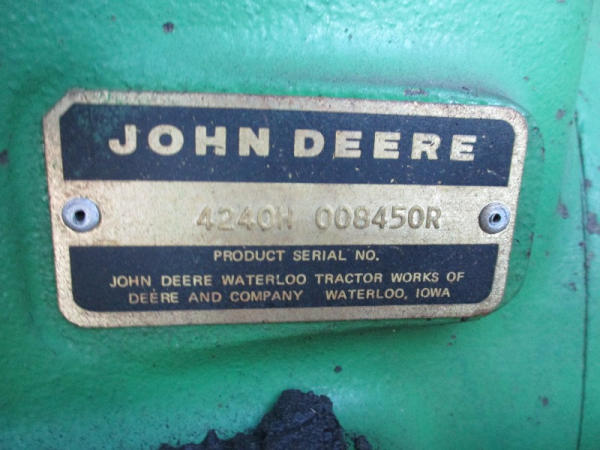 JOHN DEERE
4240H 008450R
PRODUCT SERIAL NO.
JOHN DEERE WATERLOO TRACTOR WORKS OF
DEERE AND COMPANY WATERLOO, IOWA